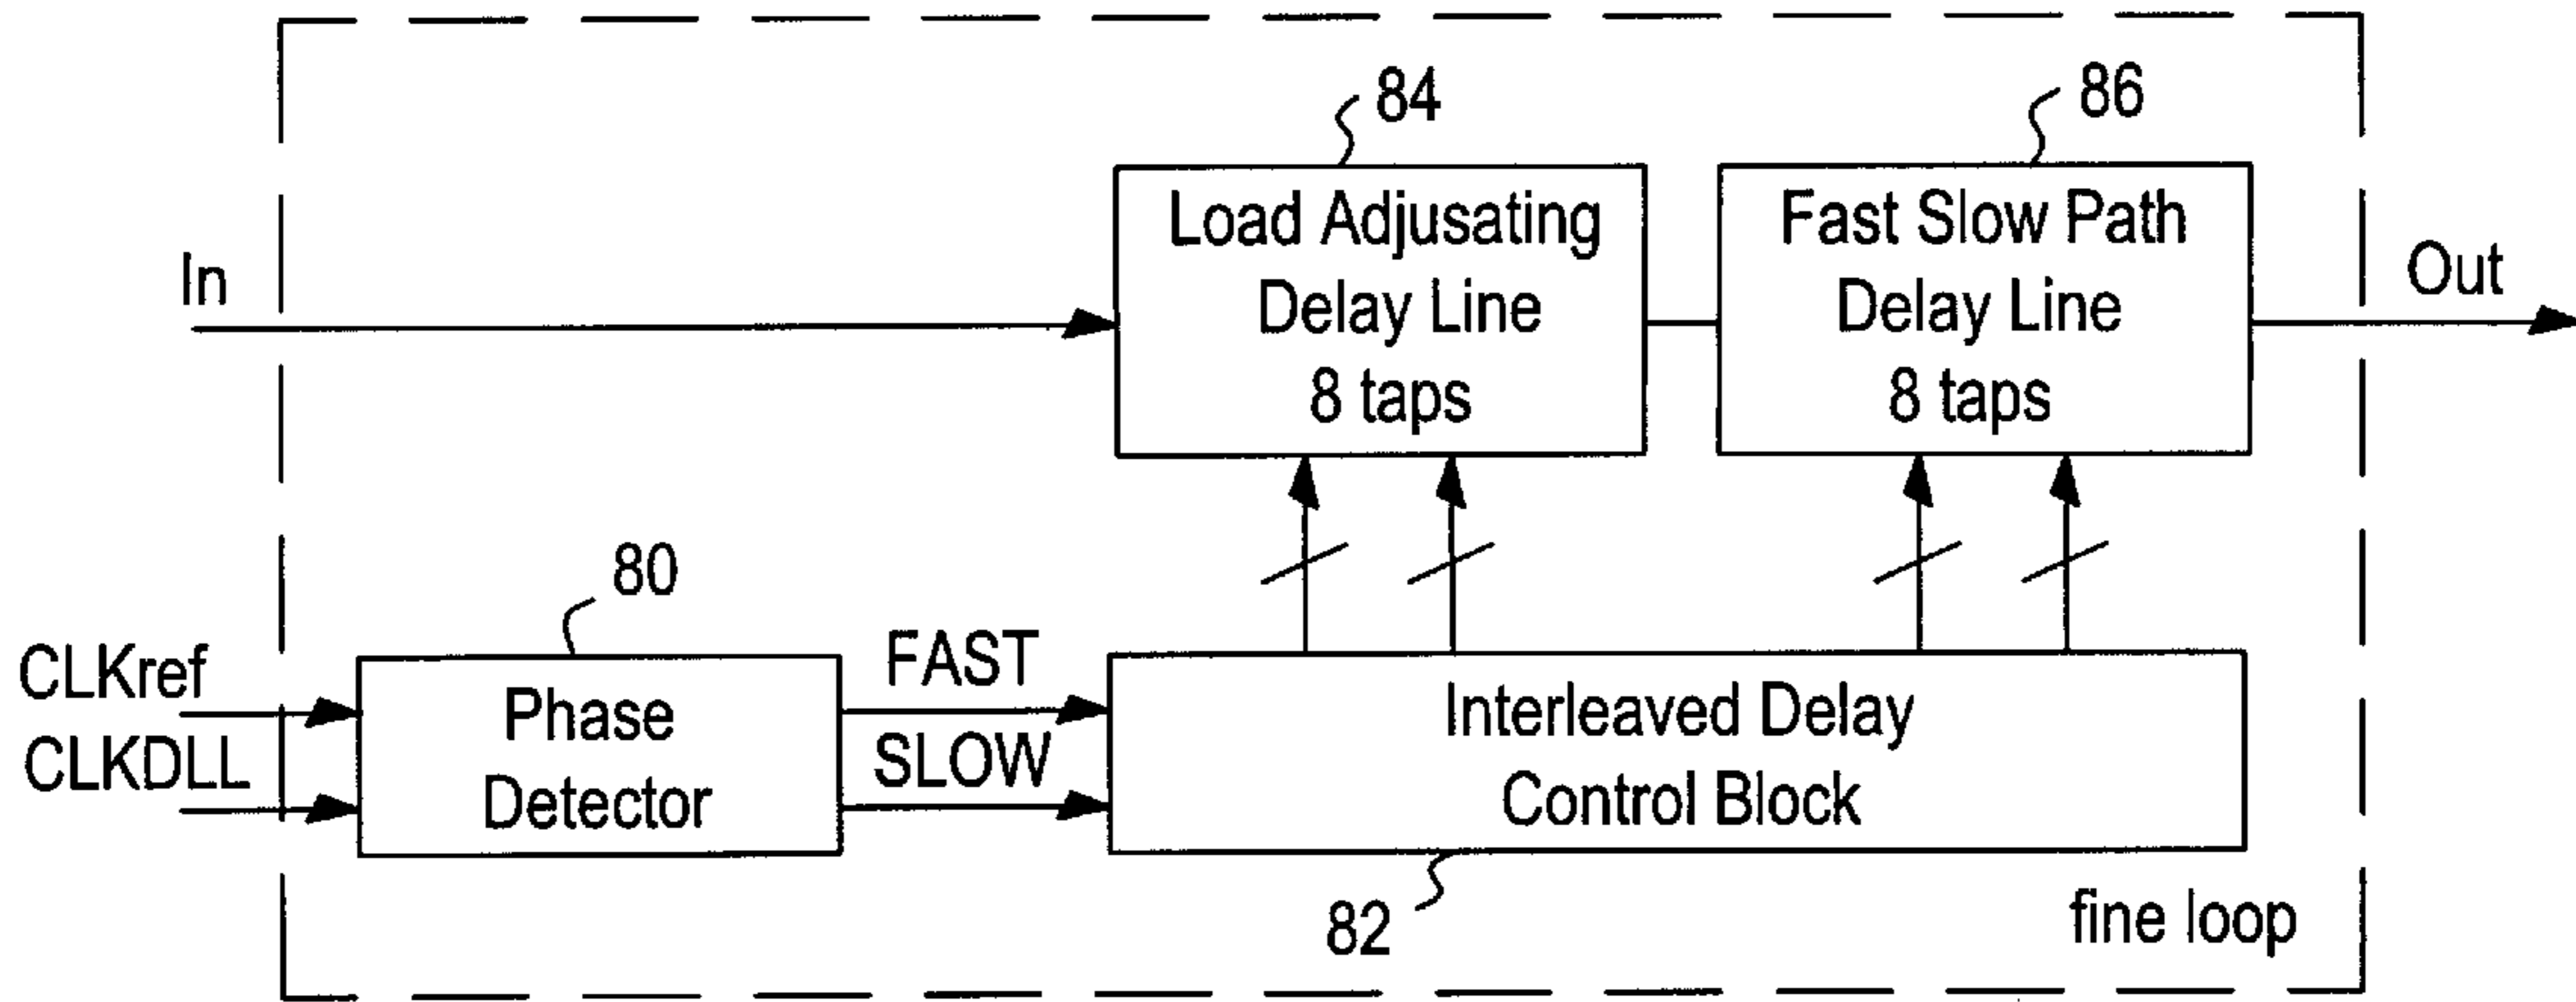 84
86
Load Adjusating
Delay Line
8 taps
Fast Slow Path
Delay Line
8 taps
In
Out
80
CLKref
CLKDLL
Phase
Detector
FAST
SLOW
Interleaved Delay
Control Block
82
fine loop